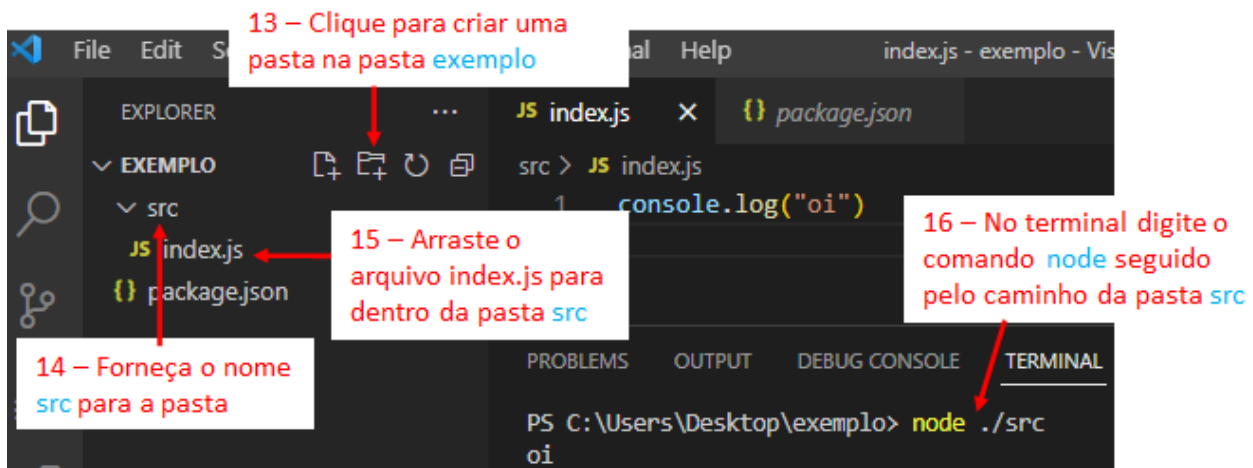 13 – Clique para criar uma
pasta na pasta exemplo
File Edit Help index.js - exemplo - Vis
EXPLORER ...
EXEMPLO
src
JS index.js
{} package.json
JS index.js × {} package.json
src > JS index.js
1 console.log("oi")
15 – Arraste o
arquivo index.js para
dentro da pasta src
16 – No terminal digite o
comando node seguido
pelo caminho da pasta src
14 – Forneça o nome
src para a pasta
PROBLEMS OUTPUT DEBUG CONSOLE TERMINAL
PS C:\Users\Desktop\exemplo> node ./src
oi